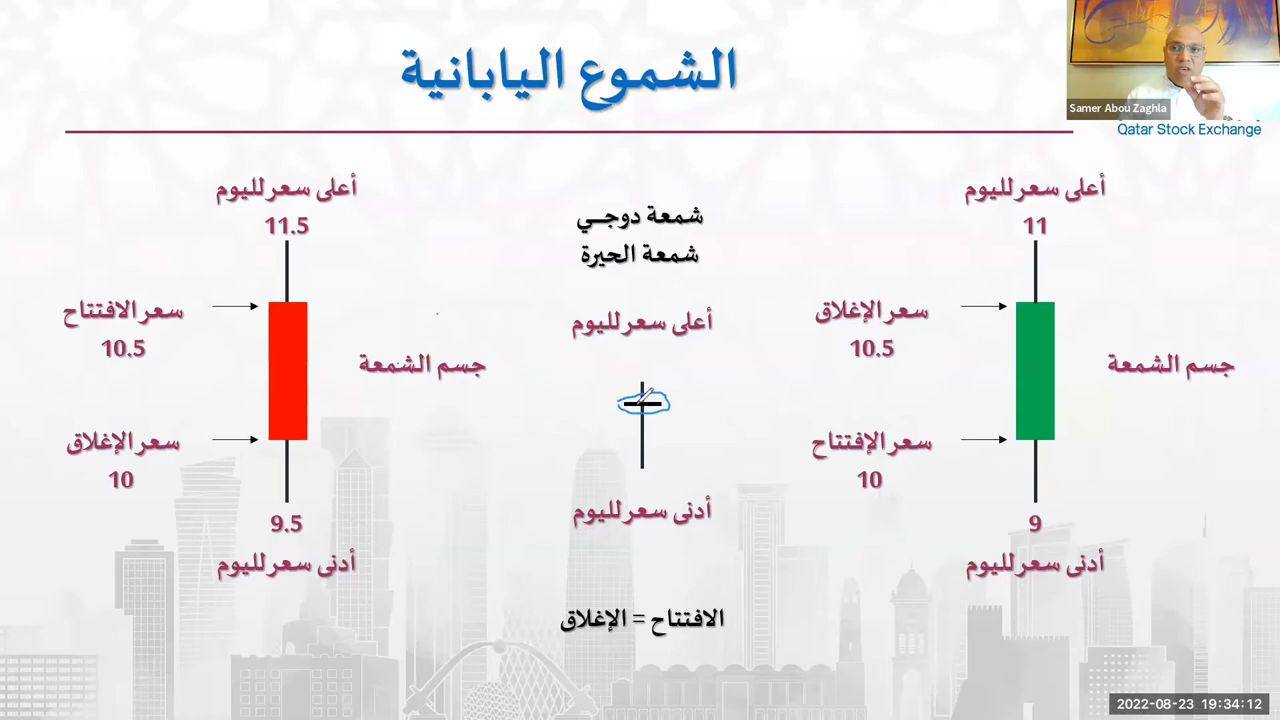 الشموع اليابانية
Samer Abou Zaghla
Qatar Stock Exchange
أعلى سعر لليوم
11
سعر الإغلاق
10.5
جسم الشمعة
سعر الإفتتاح
10
9
أدنى سعر لليوم
شمعة دوجــي
شمعة الحيرة
أعلى سعر لليوم
أدنى سعر لليوم
الافتتاح = الإغلاق
أعلى سعر لليوم
11.5
سعر الافتتاح
10.5
جسم الشمعة
سعر الإغلاق
10
9.5
أدنى سعر لليوم
2022-08-23 19:34:12